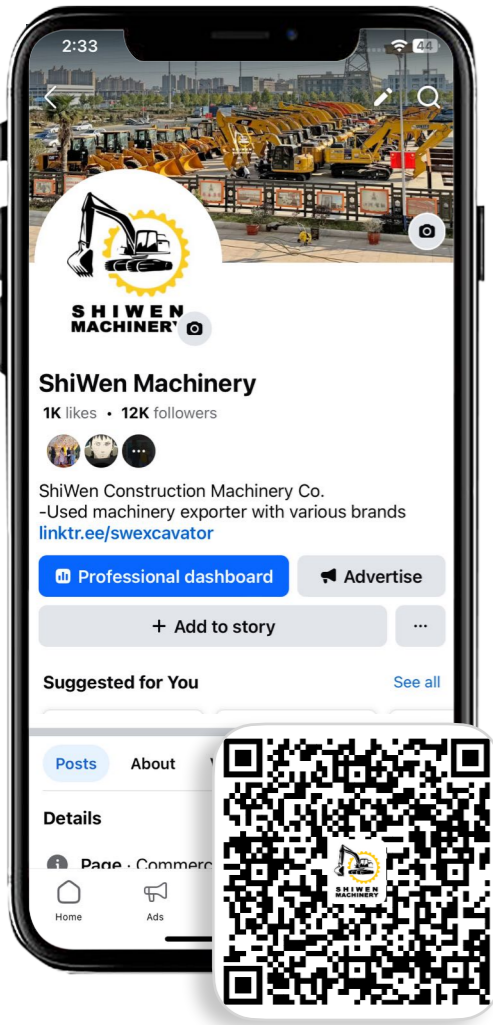 2:33
44
SHIWEN
MACHINERY
ShiWen Machinery
1K likes • 12K followers
ShiWen Construction Machinery Co.
-Used machinery exporter with various brands
linktr.ee/swexcavator
Professional dashboard
Advertise
+ Add to story
Suggested for You
See all
Posts
About
Details
Page · Commerc
Home
Ads
SHIWEN
MACHINERY